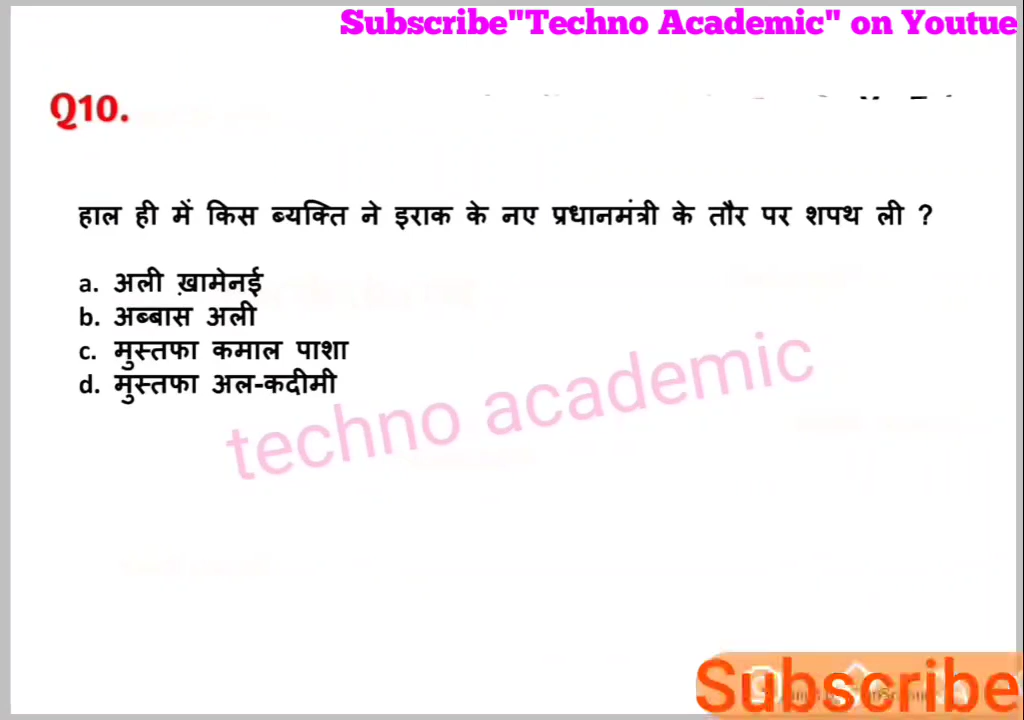 Subscribe"Techno Academic" on Youtue
Q10.
हाल ही में किस ब्यक्ति ने इराक के नए प्रधानमंत्री के तौर पर शपथ ली ?
a. अली ख़ामेनई
b. अब्बास अली
c. मुस्तफा कमाल पाशा
d. मुस्तफा अल-कदीमी
techno academic
Subscribe